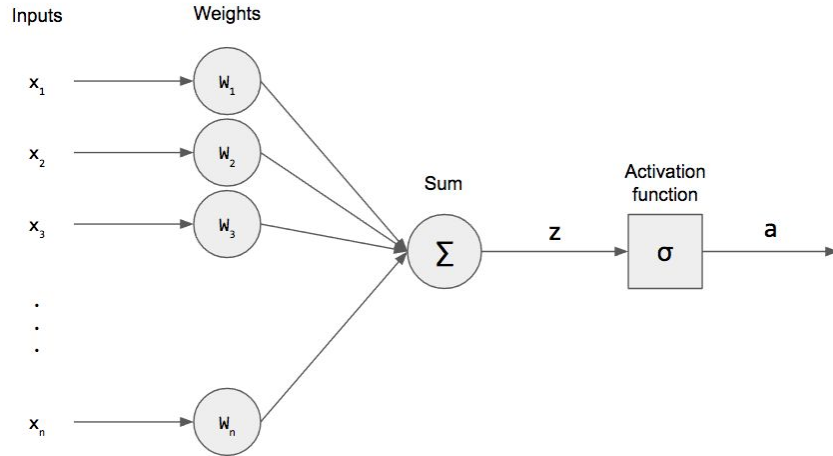 Inputs
Weights
x₁
W₁
x₂
W₂
x₃
W₃
.
.
.
xₙ
Wₙ
Sum
Σ
z
Activation
function
σ
a